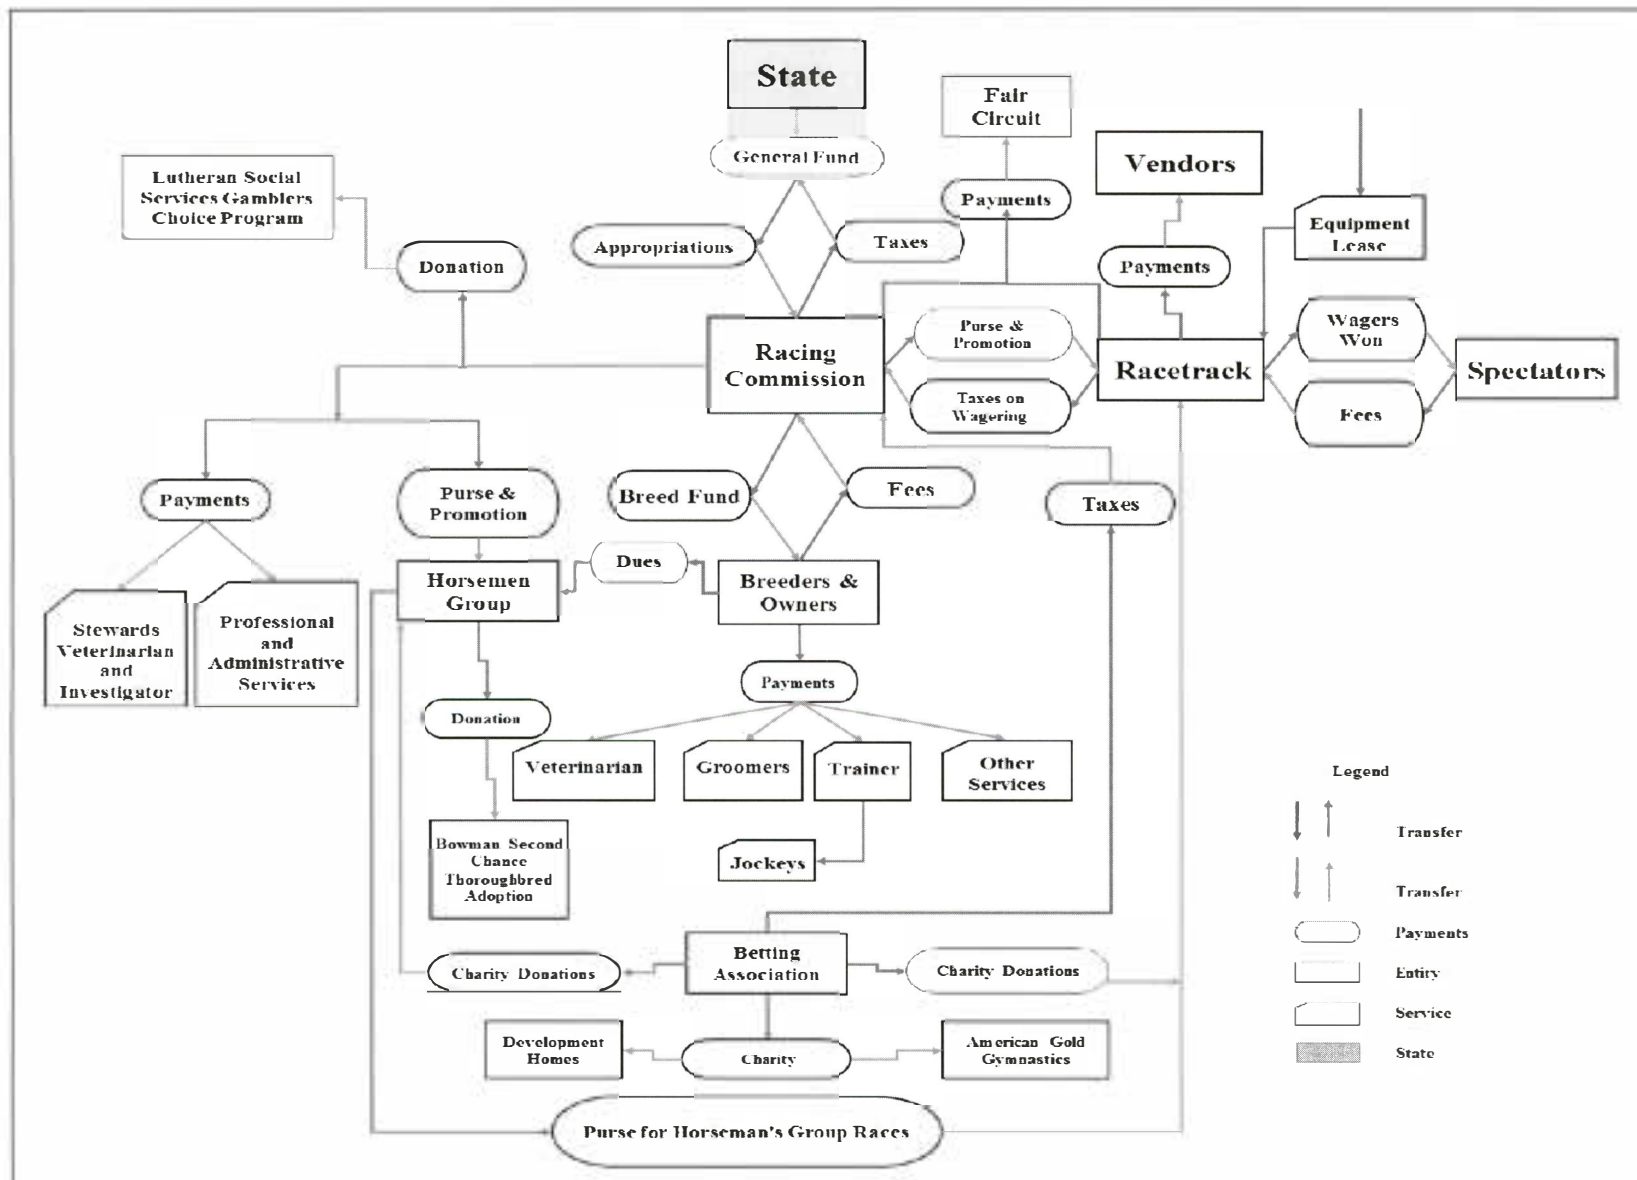 State
Fair
Circuit
General Fund
Vendors
Lutheran Social
Services Gamblers
Choice Program
Payments
Equipment
Lease
Appropriations
Taxes
Donation
Payments
Racing
Commission
Purse &
Promotion
Wagers
Won
Racetrack
Spectators
Taxes on
Wagering
Fees
Payments
Purse &
Promotion
Breed Fund
Fees
Taxes
Dues
Horsemen
Group
Breeders &
Owners
Stewards
Veterinarian
and
Investigator
Professional
and
Administrative
Services
Payments
Donation
Veterinarian
Groomers
Trainer
Other
Services
Bowman Second
Chance
Thoroughbred
Adoption
Jockeys
Betting
Association
Charity Donations
Charity Donations
Development
Homes
Charity
American Gold
Gymnastics
Purse for Horseman's Group Races
Legend
Transfer
Transfer
Payments
Entity
Service
State